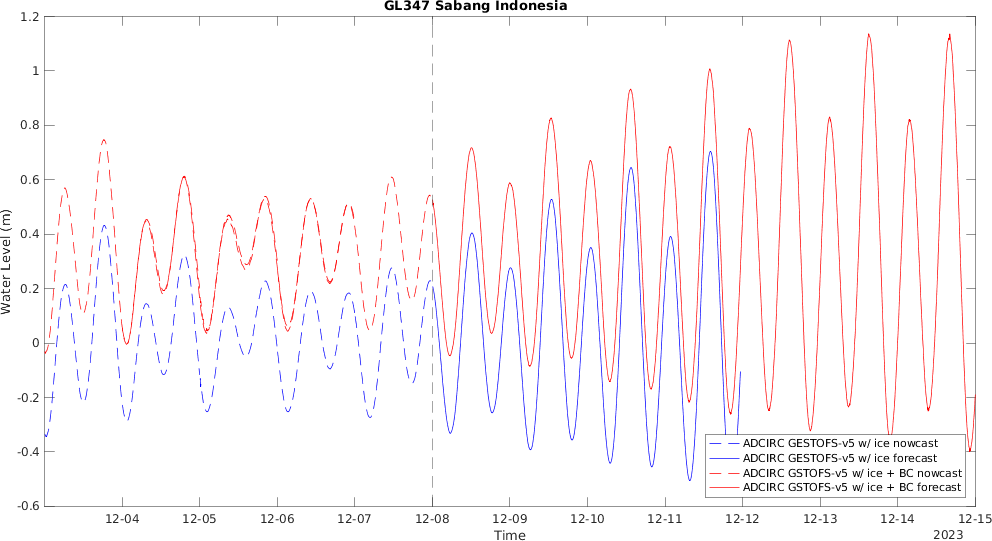 GL347 Sabang Indonesia
Water Level (m)
1.2
1
0.8
0.6
0.4
0.2
0
-0.2
-0.4
-0.6
ADCIRC GESTOFS-v5 w/ ice nowcast
ADCIRC GESTOFS-v5 w/ ice forecast
ADCIRC GSTOFS-v5 w/ ice + BC nowcast
ADCIRC GSTOFS-v5 w/ ice + BC forecast
12-04 12-05 12-06 12-07 12-08 12-09 12-10 12-11 12-12 12-13 12-14 12-15
Time
2023